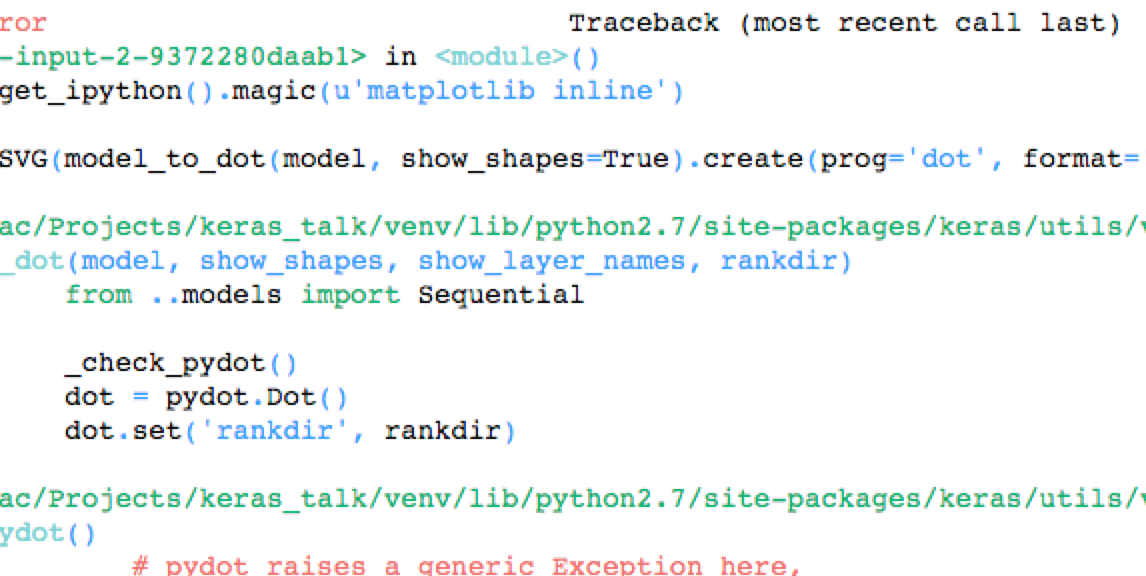 ror Traceback (most recent call last)
-input-2-9372280daab1> in <module>()
get_ipython().magic(u'matplotlib inline')
SVG(model_to_dot(model, show_shapes=True).create(prog='dot', format=
ac/Projects/keras_talk/venv/lib/python2.7/site-packages/keras/utils/v
_dot(model, show_shapes, show_layer_names, rankdir)
from ..models import Sequential
_check_pydot()
dot = pydot.Dot()
dot.set('rankdir', rankdir)
ac/Projects/keras_talk/venv/lib/python2.7/site-packages/keras/utils/v
ydot()
# pydot raises a generic Exception here,